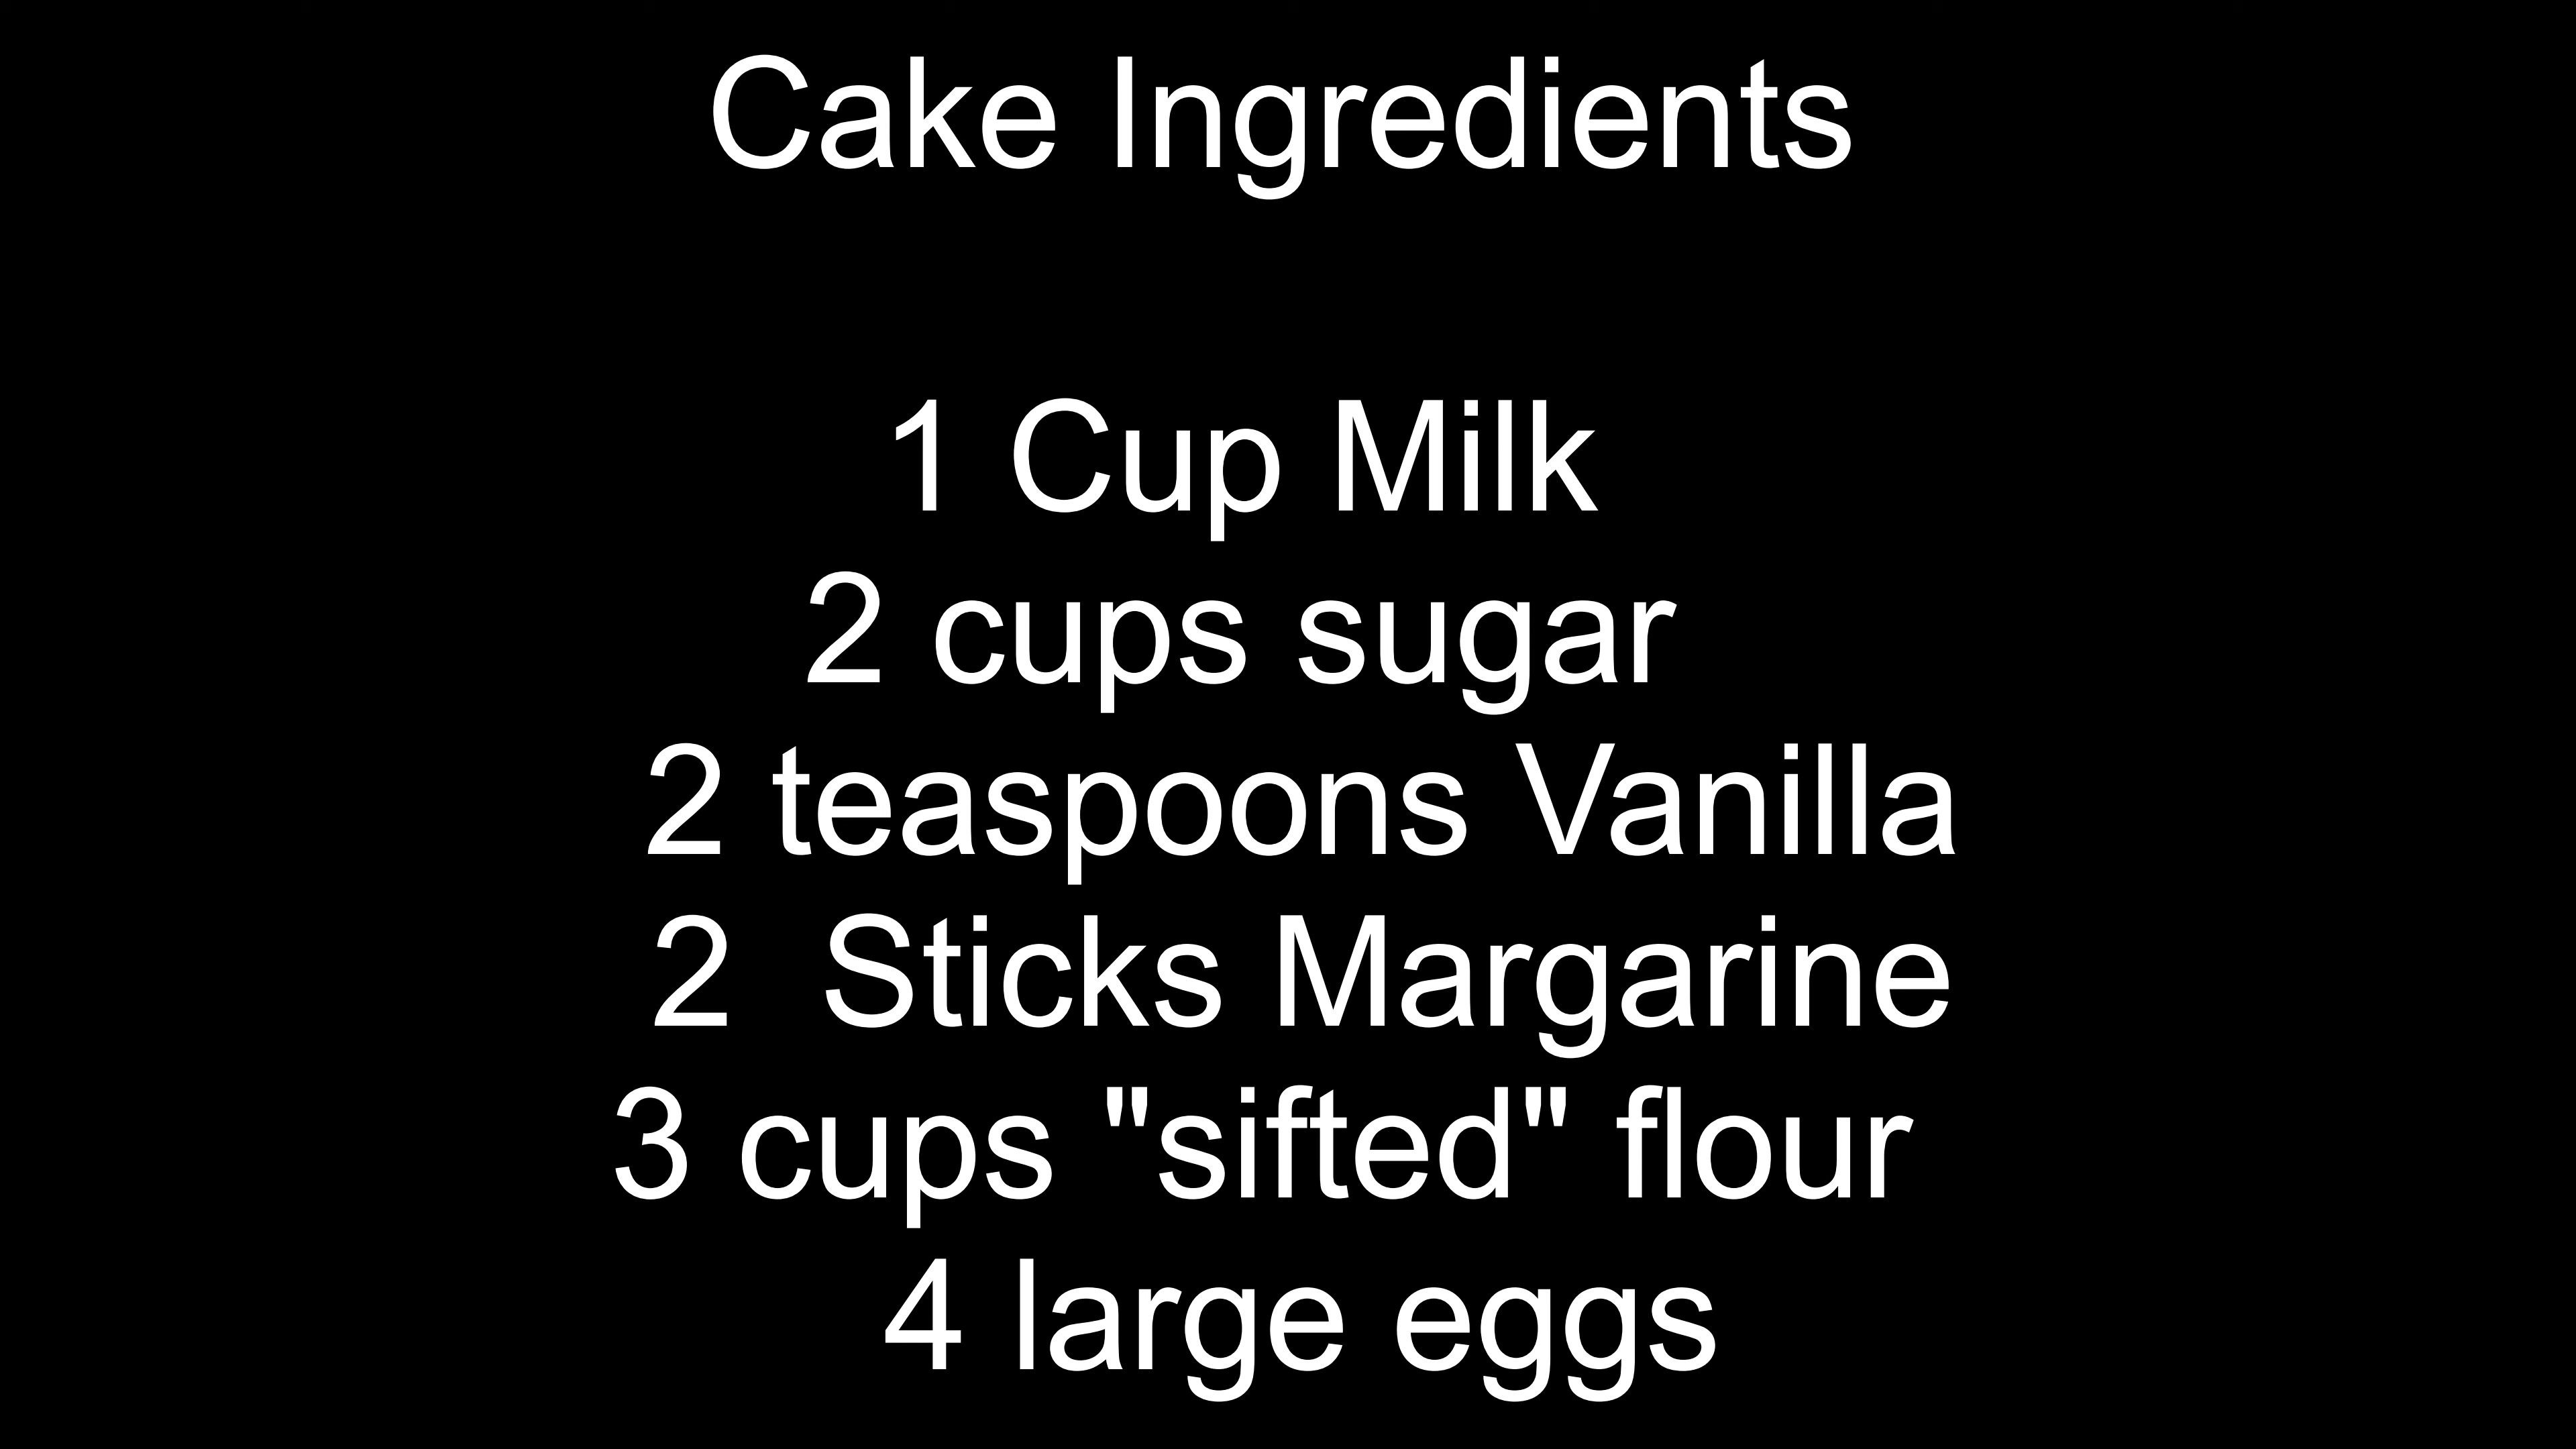 Cake Ingredients
1 Cup Milk
2 cups sugar
2 teaspoons Vanilla
2  Sticks Margarine
3 cups "sifted" flour
4 large eggs